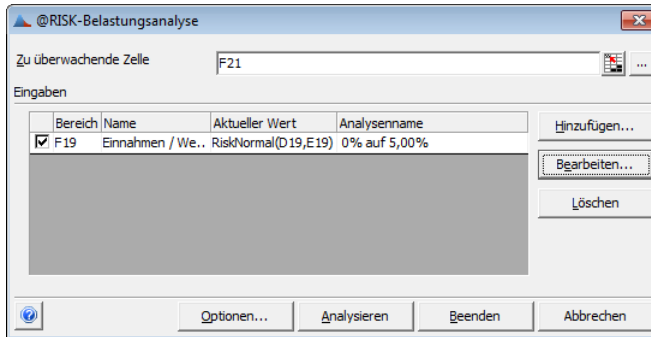 @RISK-Belastungsanalyse
Zu überwachende Zelle F21 ...
Eingaben
Bereich Name Aktueller Wert Analysenname
F19 Einnahmen / We.. RiskNormal(D19,E19) 0% auf 5,00%
Hinzufügen...
Bearbeiten...
Löschen
Optionen... Analysieren Beenden Abbrechen